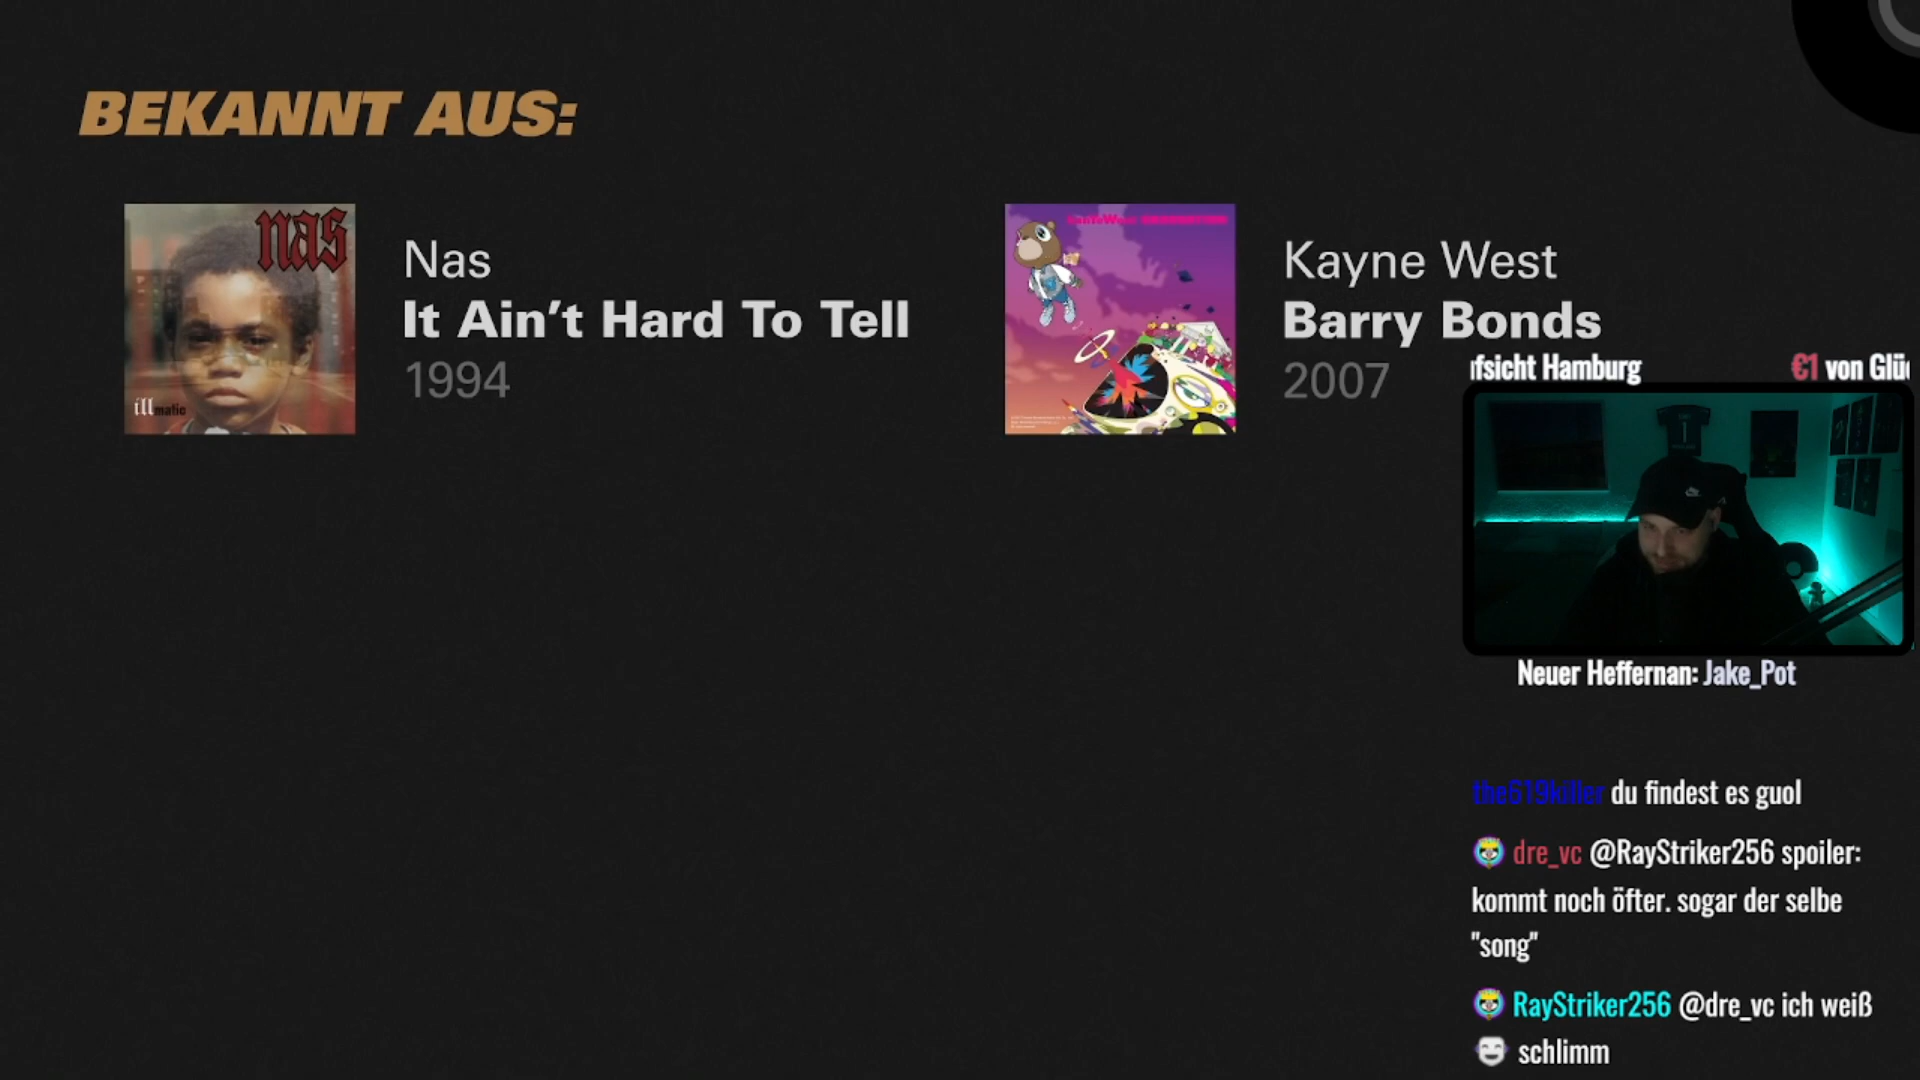 BEKANNT AUS:
nas
illmatic
Nas
It Ain't Hard To Tell
1994
Kayne West
Barry Bonds
2007
fsicht Hamburg
€1 von Glü
Neuer Heffernan: Jake_Pot
the619killer du findest es guol
dre_vc @RayStriker256 spoiler:
kommt noch öfter. sogar der selbe
"song"
RayStriker256 @dre_vc ich weiß
schlimm